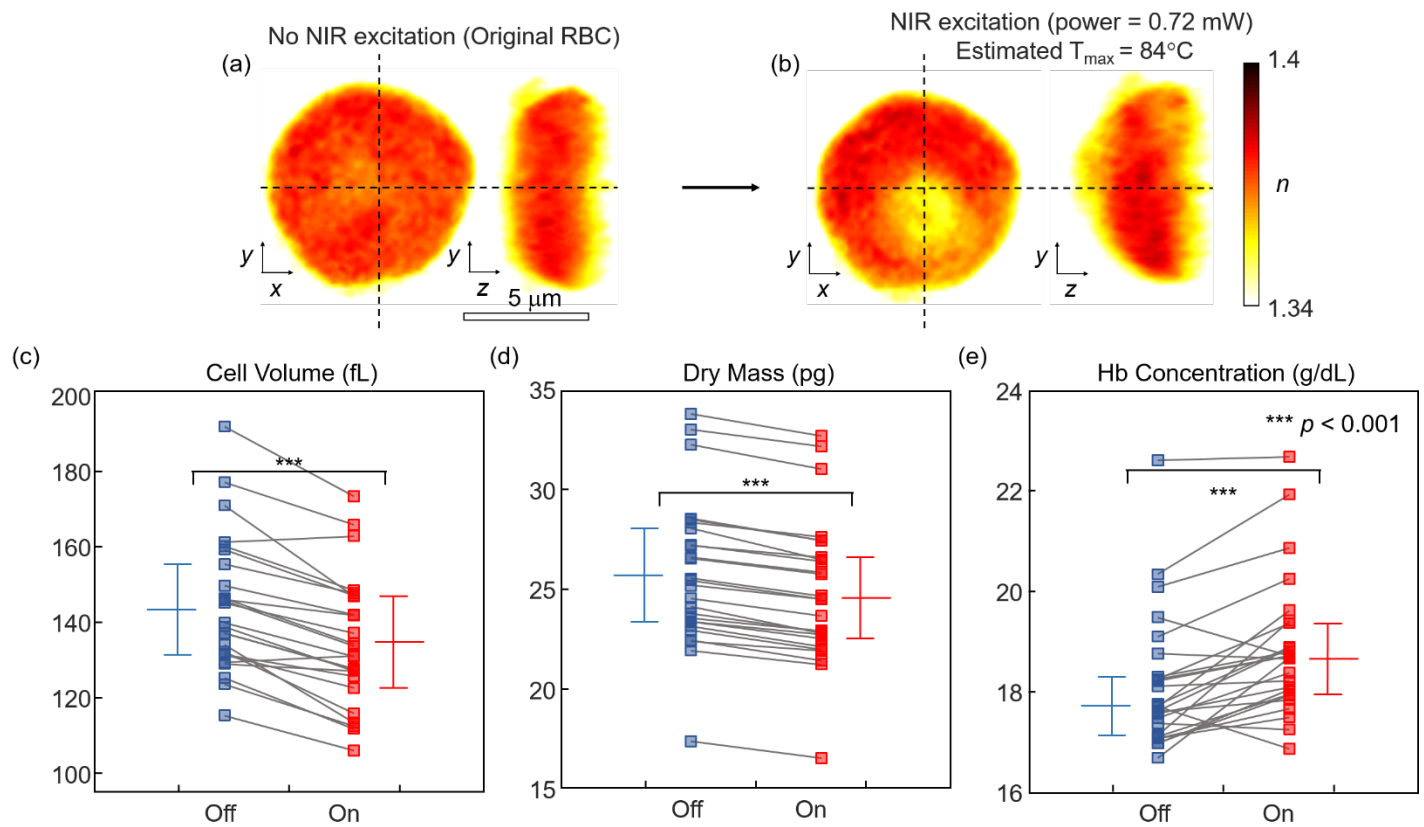 No NIR excitation (Original RBC)
NIR excitation (power = 0.72 mW)
Estimated Tmax = 84°C
(a)
(b)
1.4
n
1.34
y
x
y
z
y
x
y
z
5 μm
(c)
Cell Volume (fL)
200
180
160
140
120
100
***
Off
On
(d)
Dry Mass (pg)
35
30
25
20
15
***
Off
On
(e)
Hb Concentration (g/dL)
24
22
20
18
16
*** p < 0.001
***
Off
On